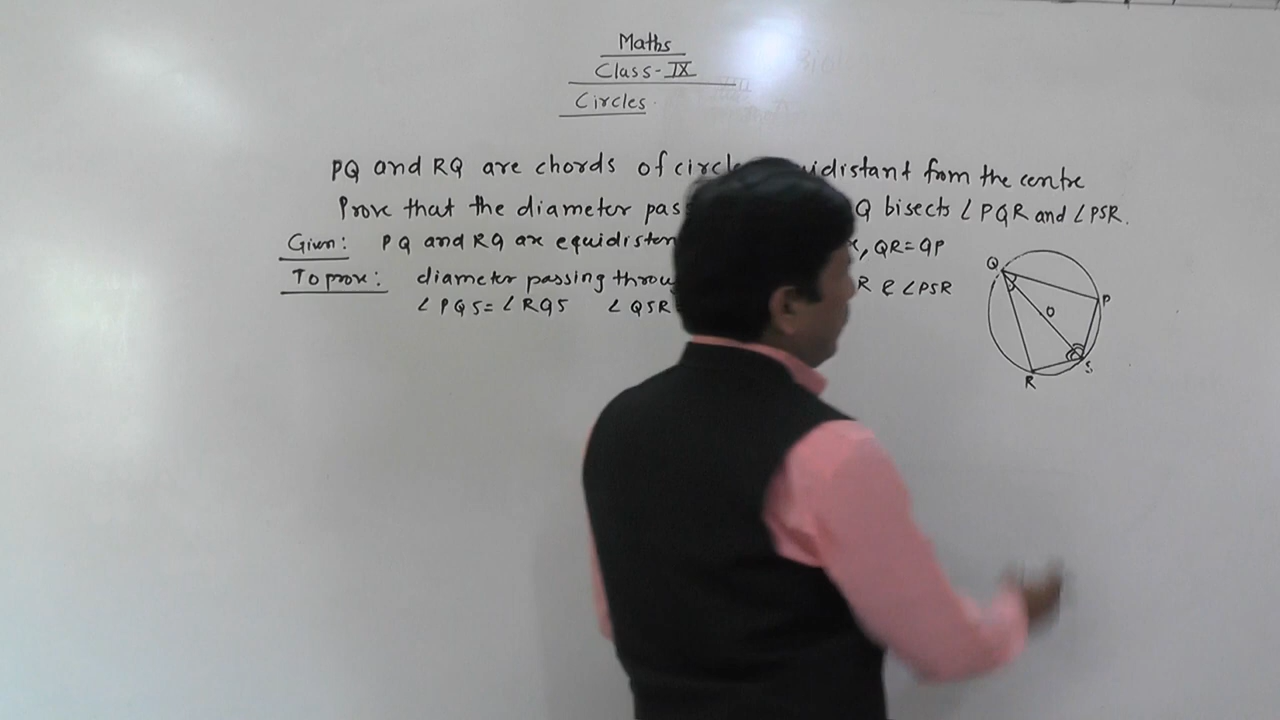 Maths
Class-IX
Circles
PQ and RQ are chords of circle equidistant from the centre
Prove that the diameter pas Q bisects ∠PQR and ∠PSR.
Given: PQ and RQ are equidistan , QR=QP
To prove: diameter passing throu R & ∠PSR
∠PQS=∠RQS ∠QSR
Q
P
O
S
R